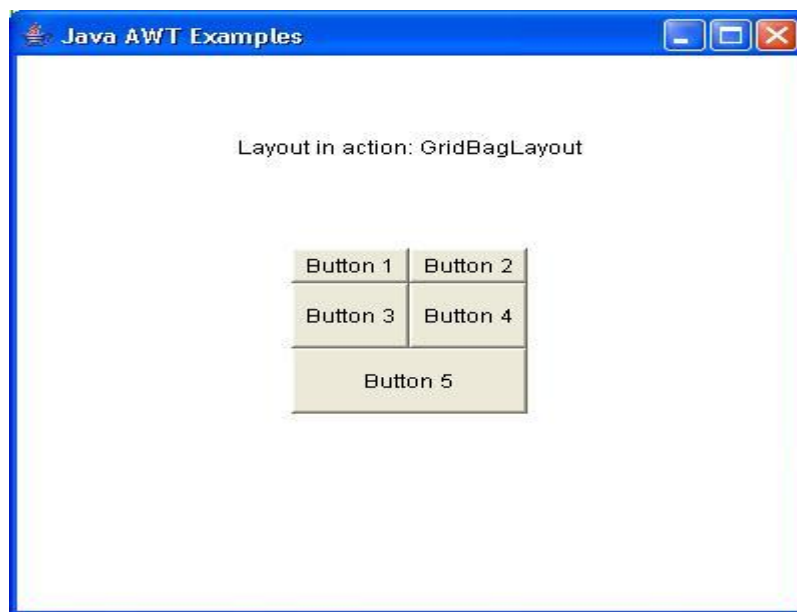 Java AWT Examples
Layout in action: GridBagLayout
Button 1 Button 2
Button 3 Button 4
Button 5